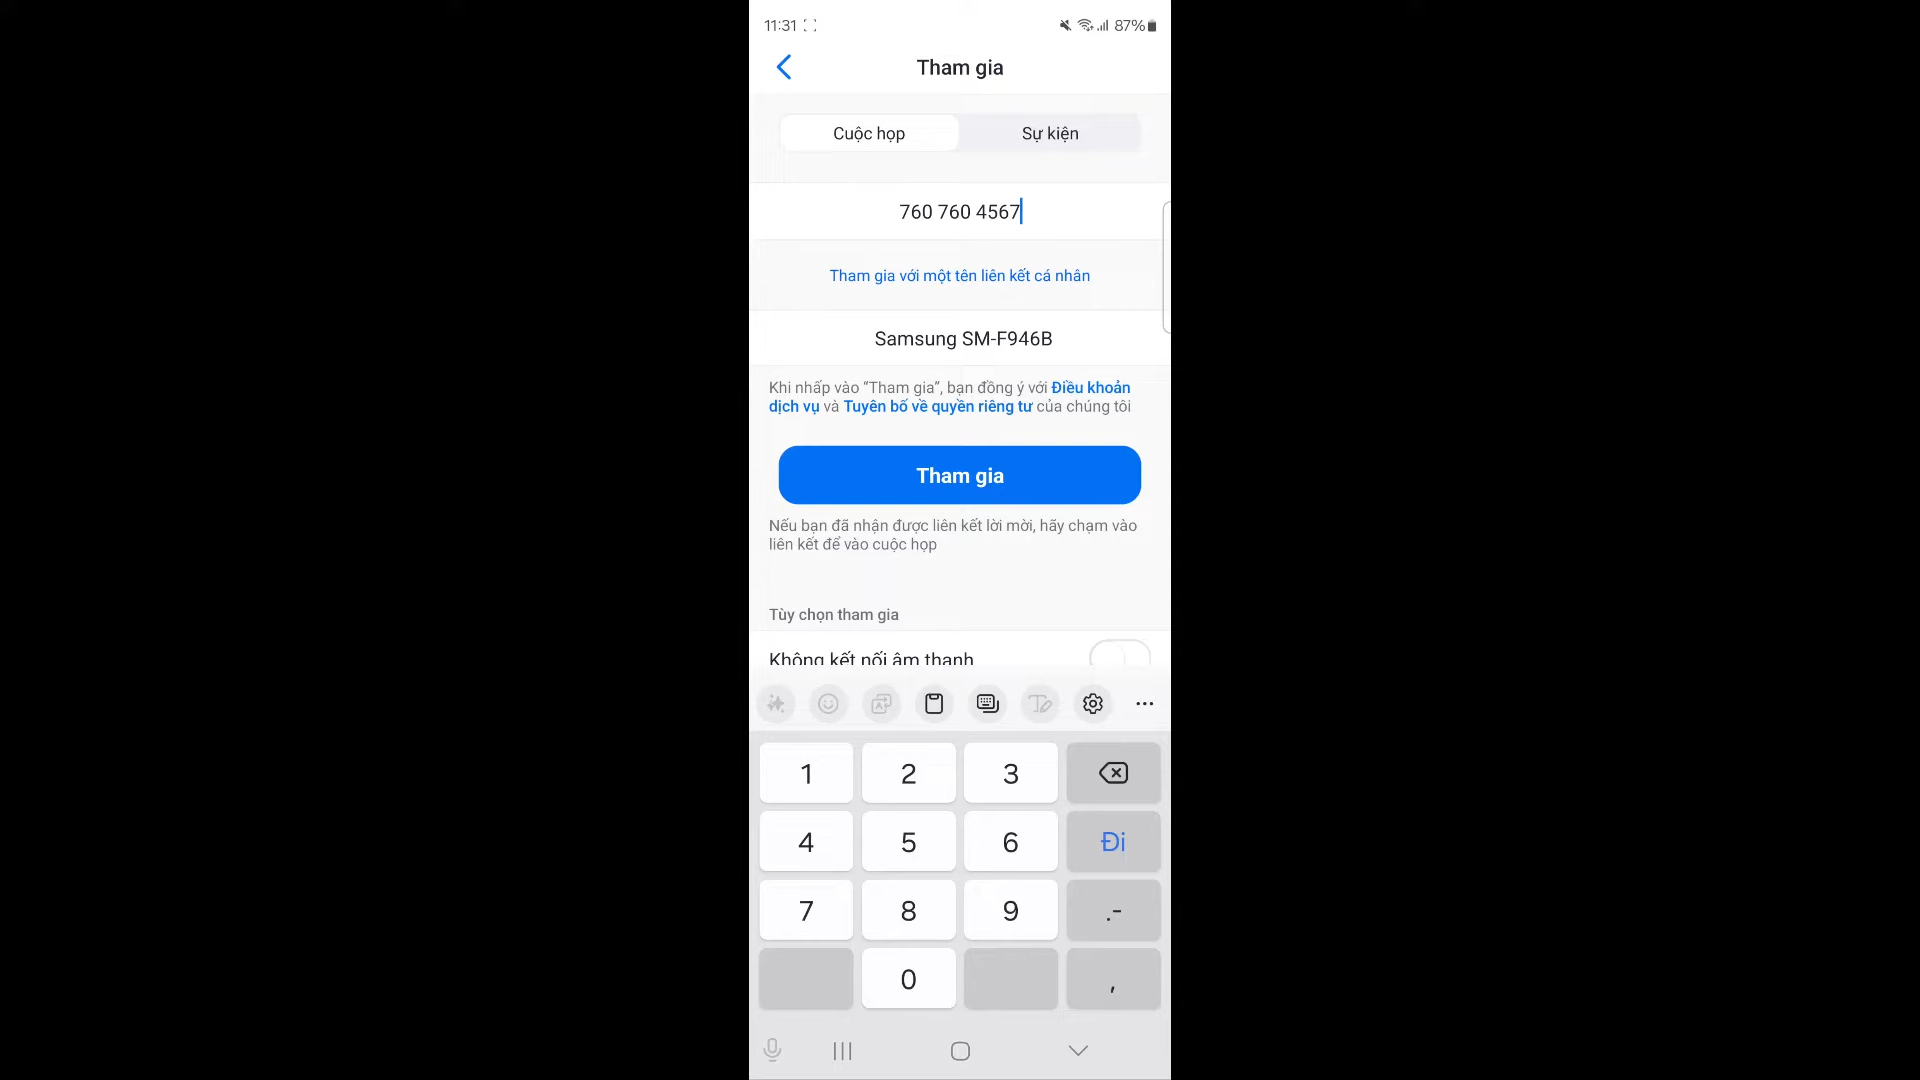 11:31 87%
Tham gia
Cuộc họp Sự kiện
760 760 4567
Tham gia với một tên liên kết cá nhân
Samsung SM-F946B
Khi nhấp vào “Tham gia”, bạn đồng ý với Điều khoản
dịch vụ và Tuyên bố về quyền riêng tư của chúng tôi
Tham gia
Nếu bạn đã nhận được liên kết lời mời, hãy chạm vào
liên kết để vào cuộc họp
Tùy chọn tham gia
Không kết nối âm thanh
1 2 3
4 5 6 Đi
7 8 9 .-
0 ,